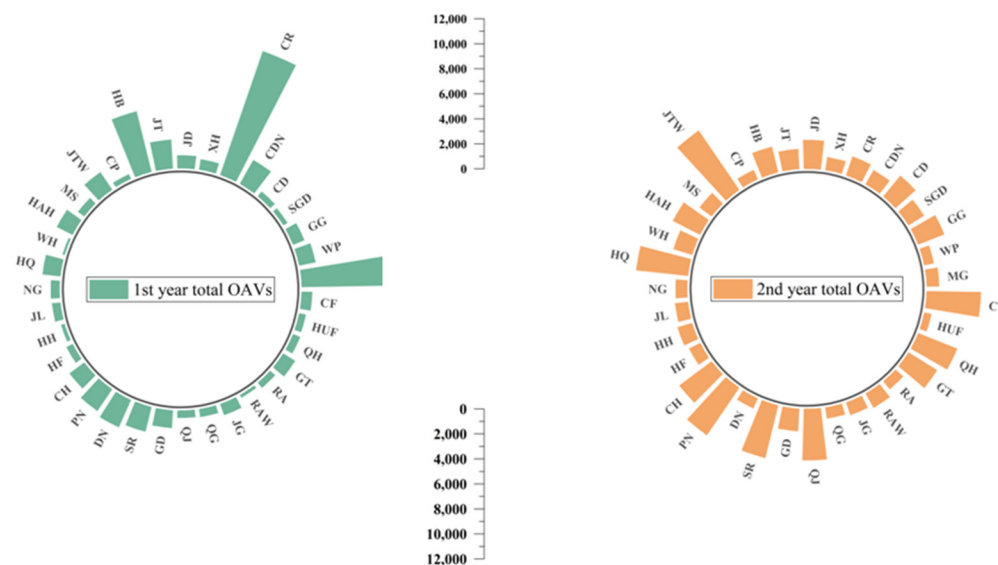 12,000
10,000
8,000
6,000
4,000
2,000
0
CR
HB
JT
JD
XH
CDN
CD
SGD
GG
WP
CF
HUF
QH
GT
RA
RAW
JG
QG
QJ
GD
SR
DN
PN
CH
HF
HH
JL
NG
HQ
WH
HAH
MS
JTW
CP
1st year total OAVs
0
2,000
4,000
6,000
8,000
10,000
12,000
JTW
CP
HB
JT
JD
XH
CR
CDN
CD
SGD
GG
WP
MG
C
HUF
QH
GT
RA
RAW
JG
QG
QJ
GD
SR
DN
PN
CH
HF
HH
JL
NG
HQ
WH
HAH
MS
2nd year total OAVs